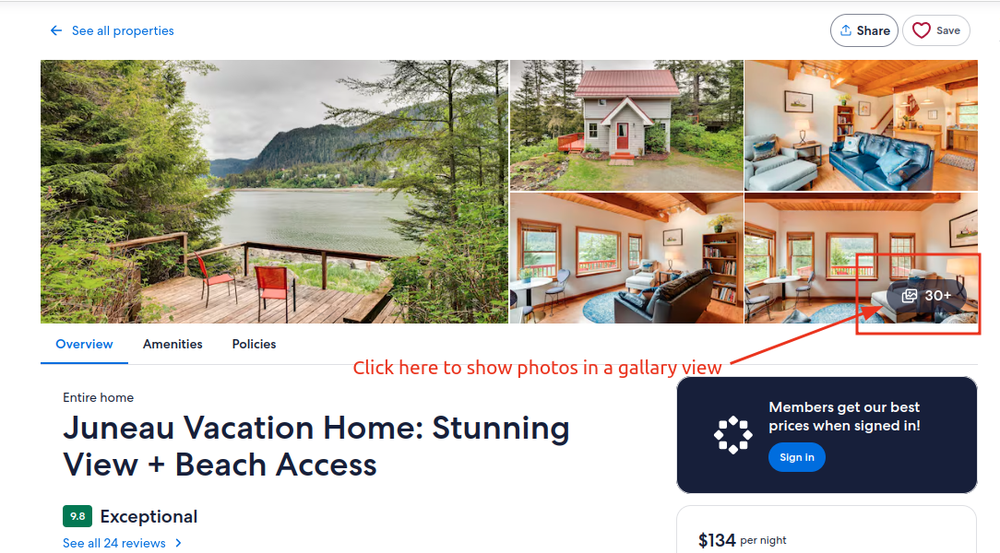 See all properties
Share
Save
30+
Overview
Amenities
Policies
Click here to show photos in a gallary view
Entire home
Juneau Vacation Home: Stunning
View + Beach Access
9.8 Exceptional
See all 24 reviews
Members get our best
prices when signed in!
Sign in
$134 per night